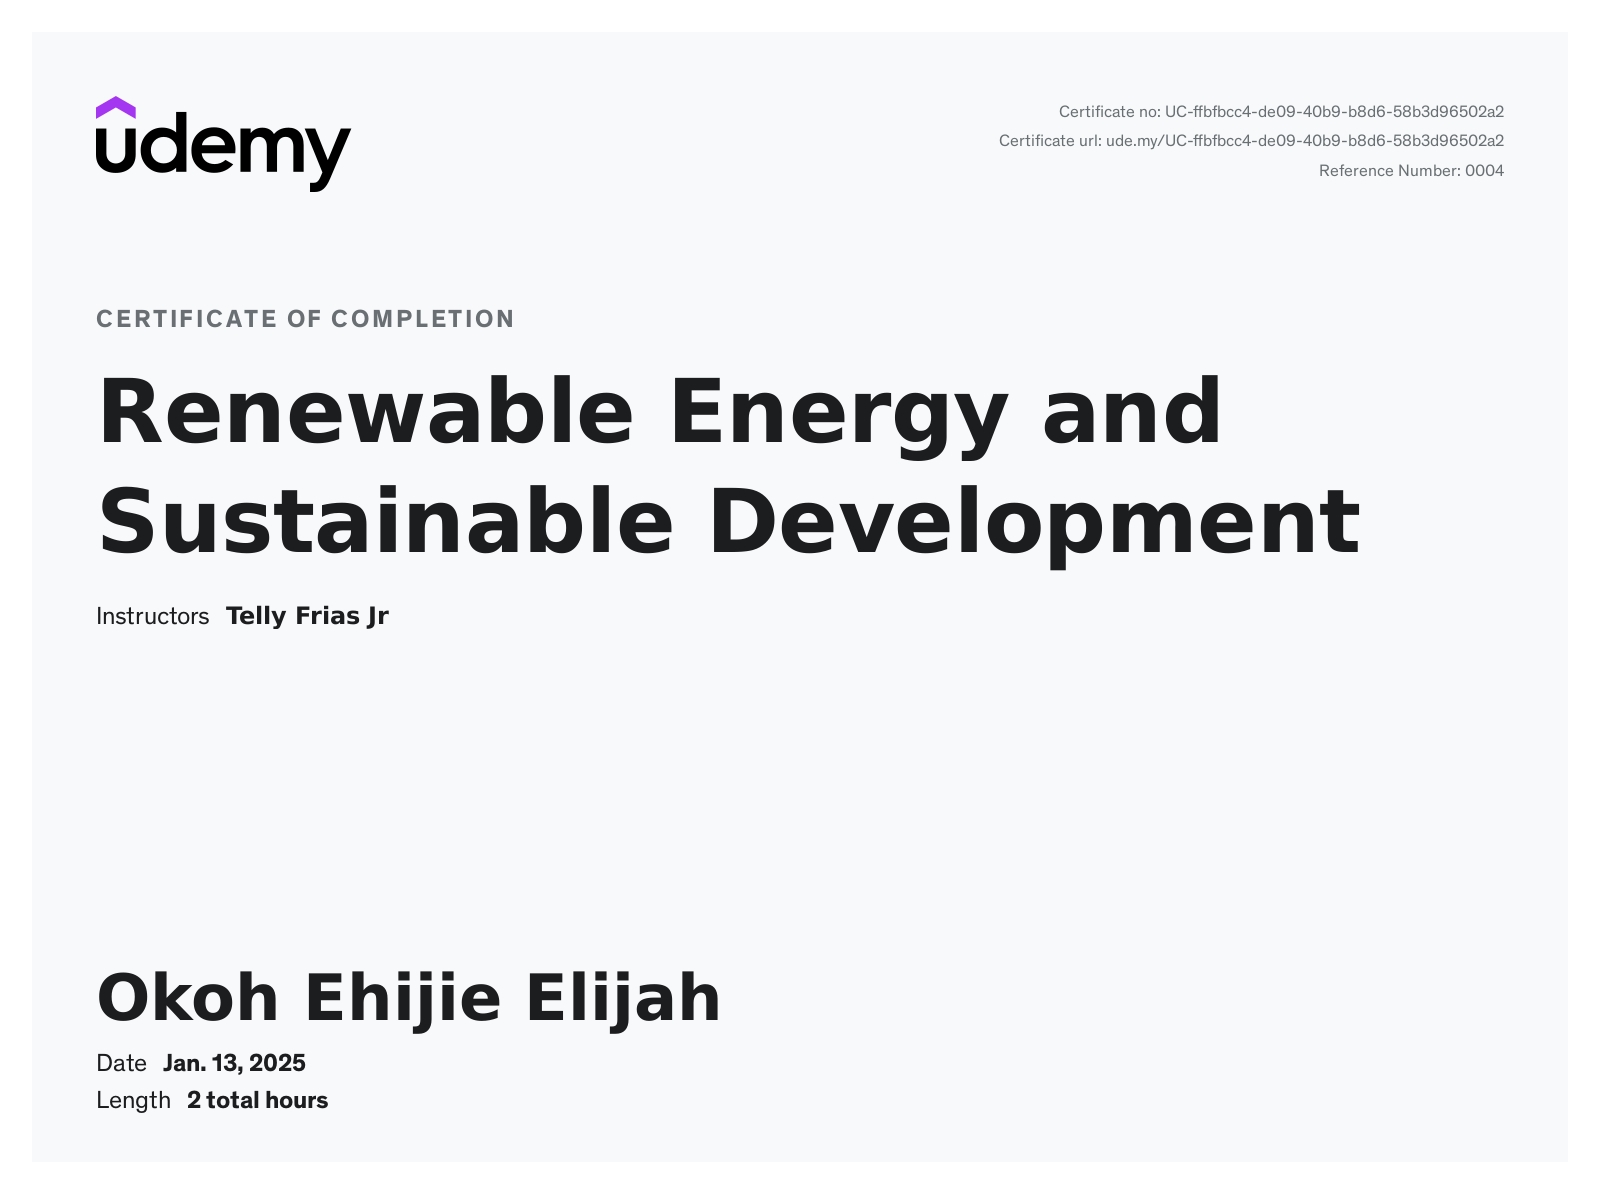 udemy
Certificate no: UC-ffbfbcc4-de09-40b9-b8d6-58b3d96502a2
Certificate url: ude.my/UC-ffbfbcc4-de09-40b9-b8d6-58b3d96502a2
Reference Number: 0004
CERTIFICATE OF COMPLETION
Renewable Energy and
Sustainable Development
Instructors Telly Frias Jr
Okoh Ehijie Elijah
Date Jan. 13, 2025
Length 2 total hours